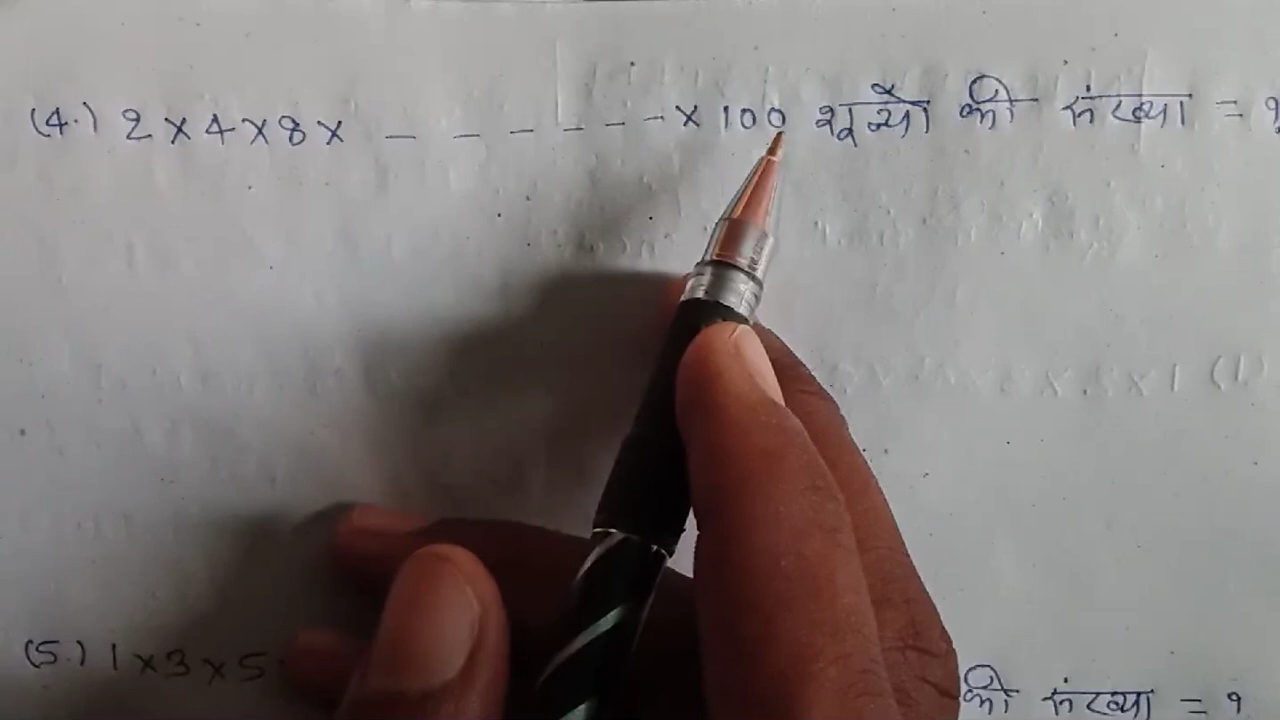 (4.) 2 × 4 × 8 × - - - - - - × 100 शून्यों की संख्या = ?
(5.) 1 × 3 × 5 की संख्या = ?